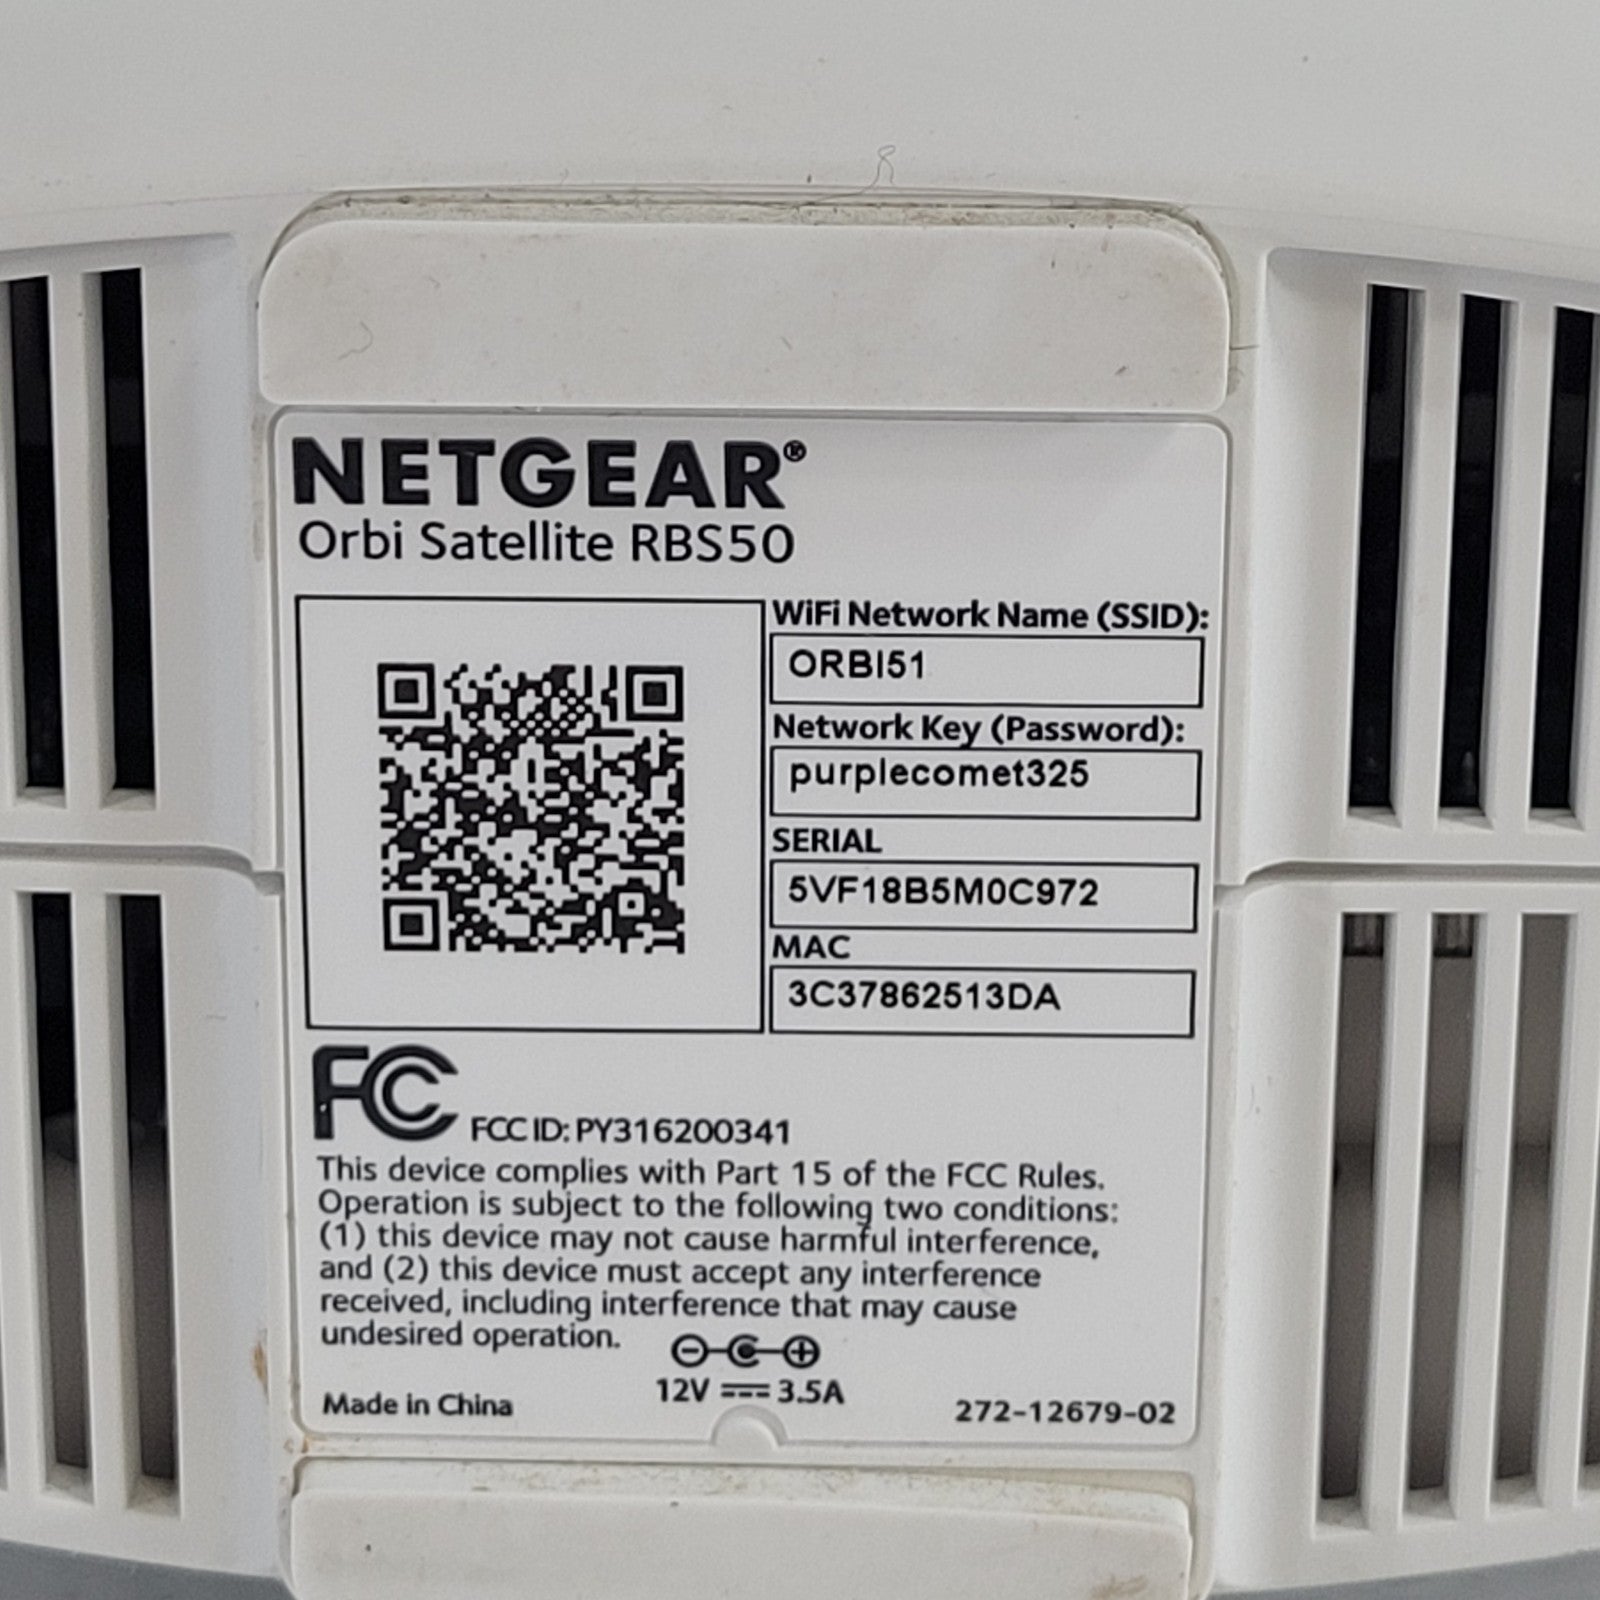 NETGEAR®
Orbi Satellite RBS50
WiFi Network Name (SSID):
ORBI51
Network Key (Password):
purplecomet325
SERIAL
5VF18B5M0C972
MAC
3C37862513DA
FC
FCC ID: PY316200341
This device complies with Part 15 of the FCC Rules.
Operation is subject to the following two conditions:
(1) this device may not cause harmful interference,
and (2) this device must accept any interference
received, including interference that may cause
undesired operation.
12V ⎓ 3.5A
Made in China
272-12679-02